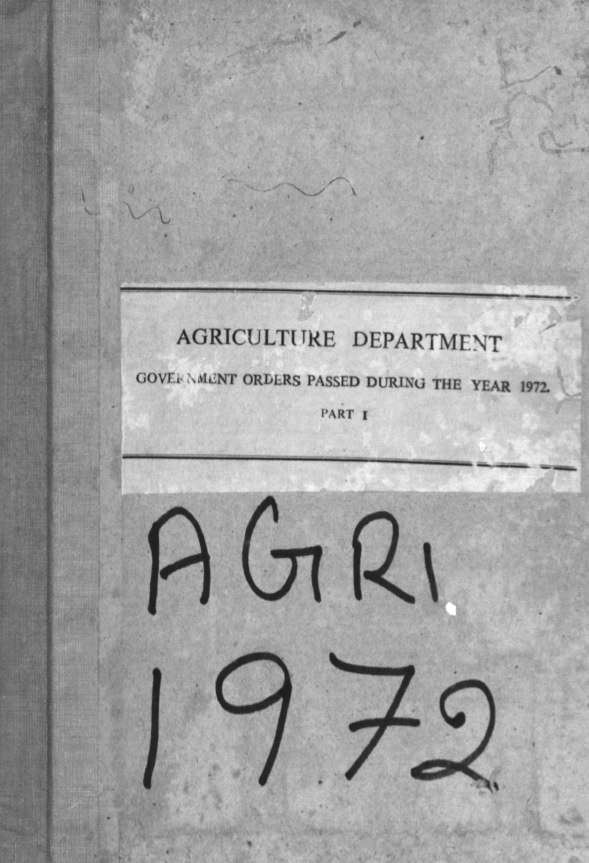 AGRICULTURE DEPARTMENT
GOVERNMENT ORDERS PASSED DURING THE YEAR 1972.
PART I
AGRI.
1972